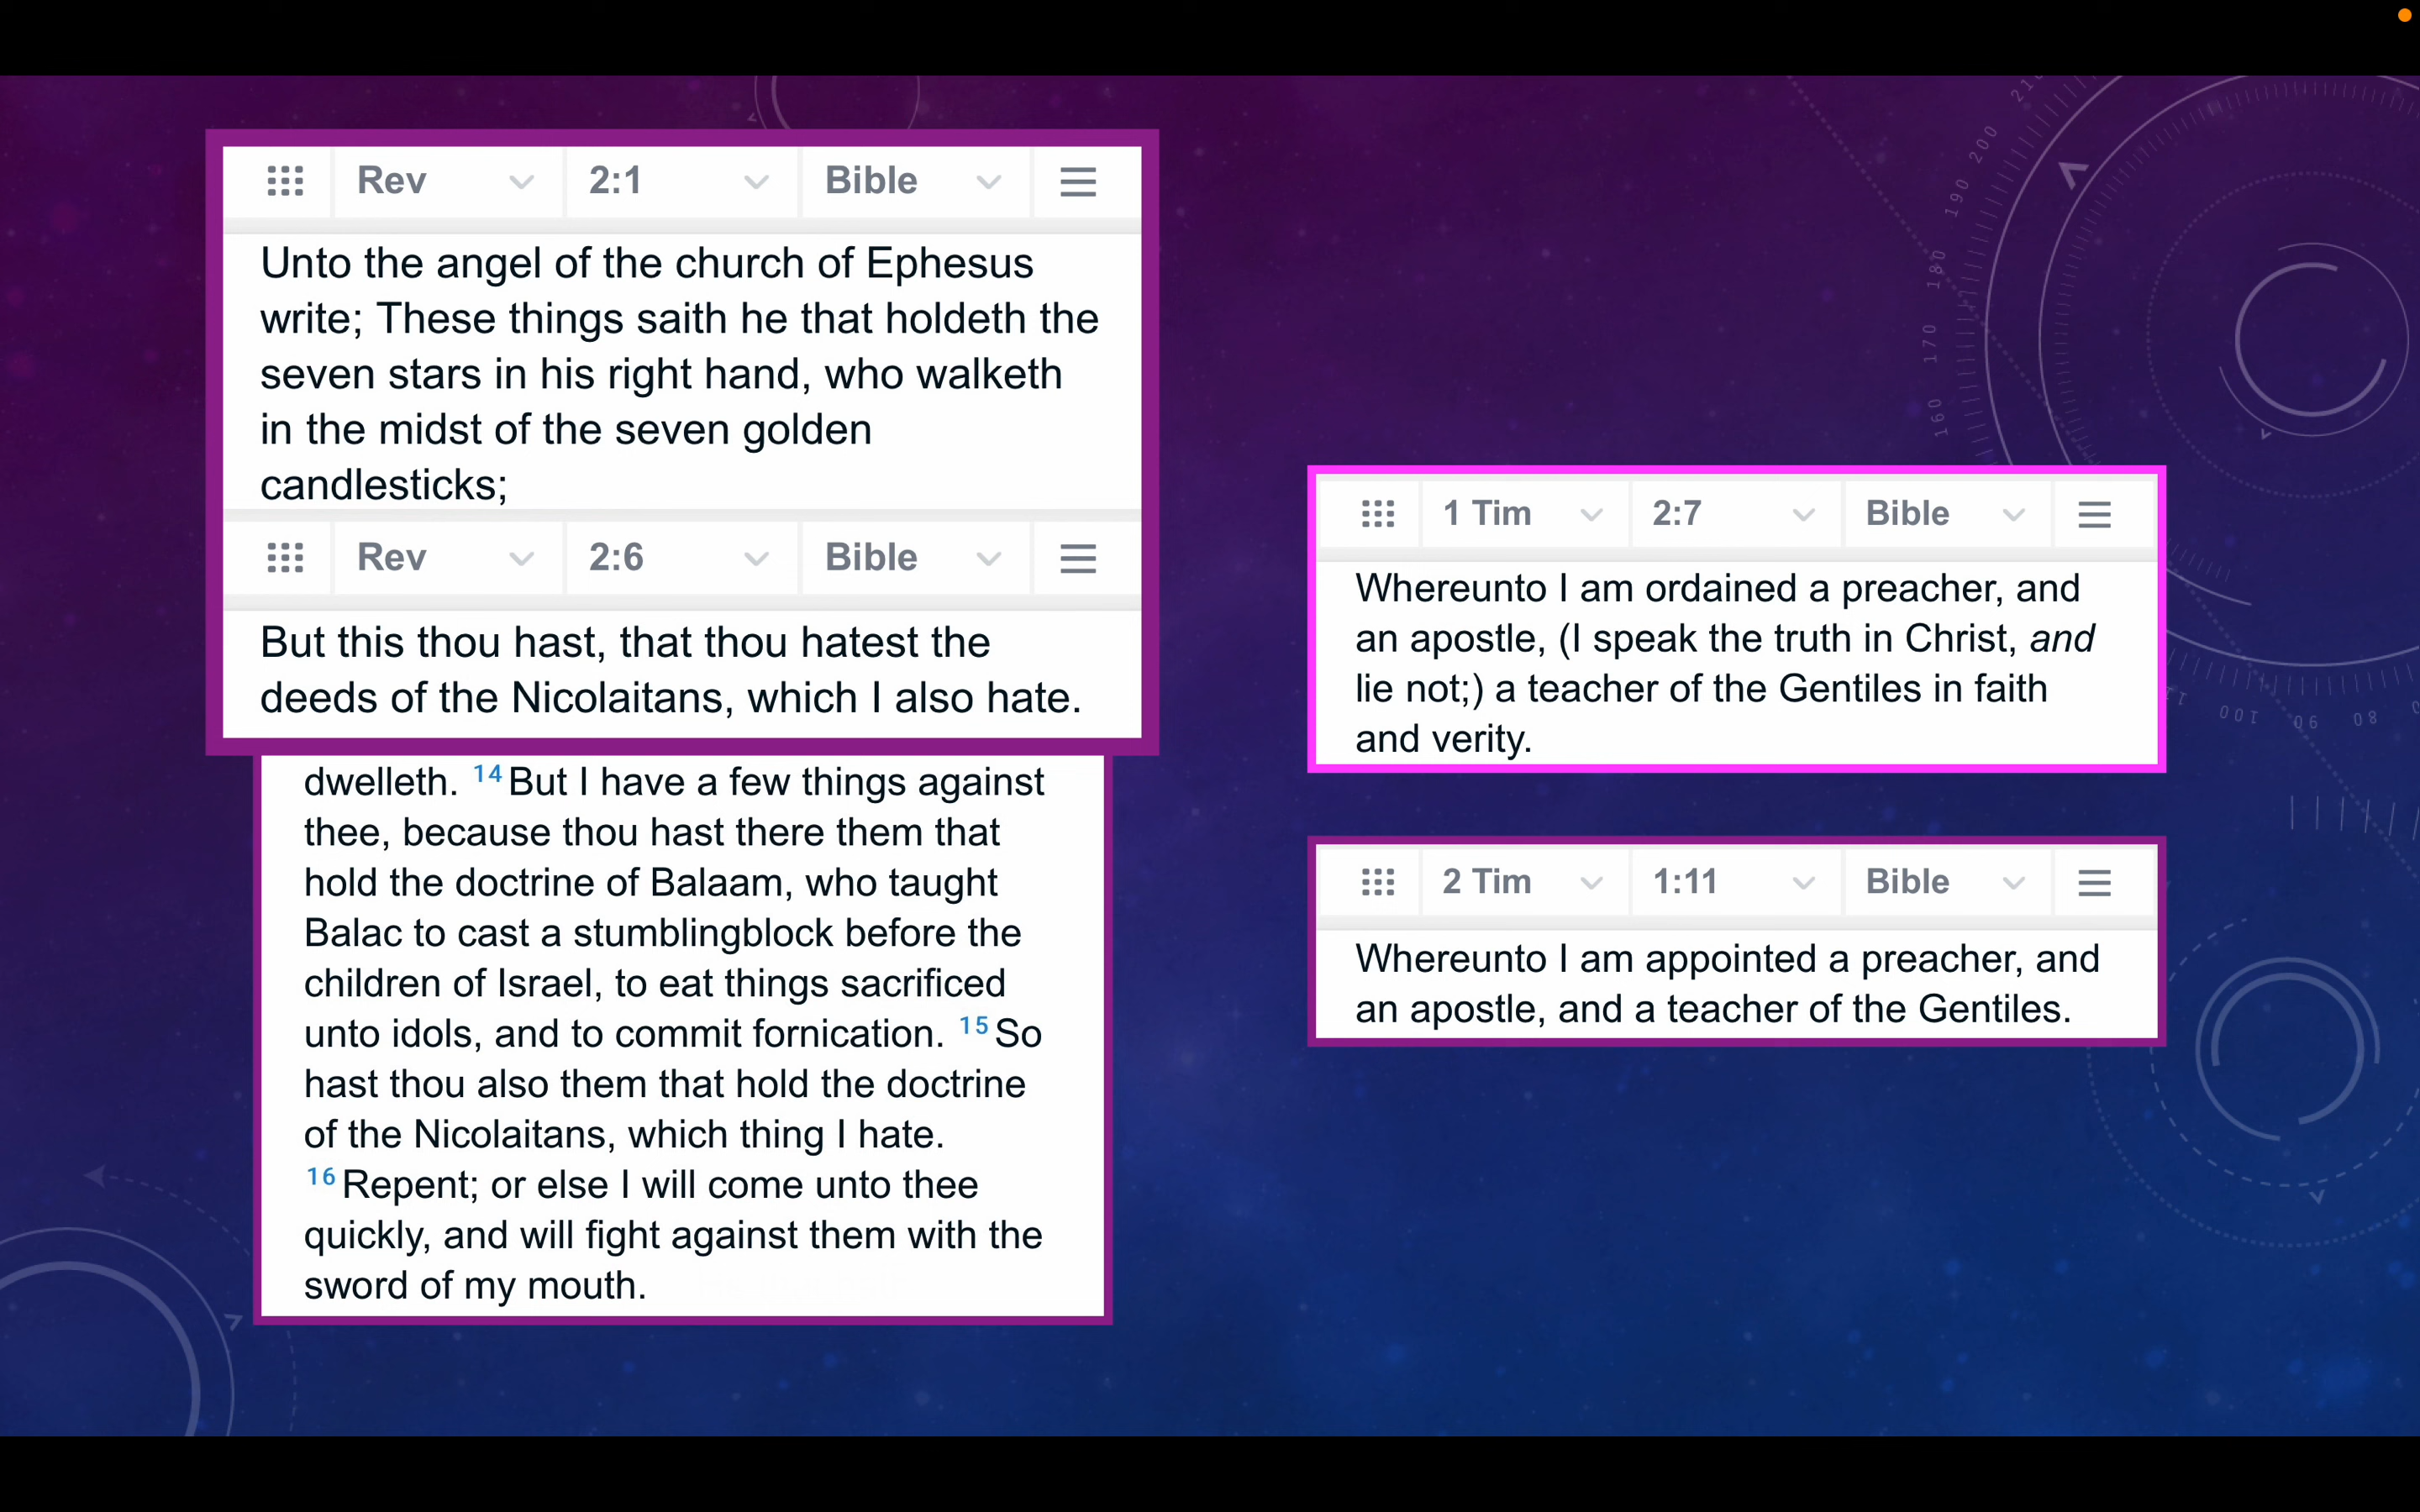 Rev 2:1 Bible
Unto the angel of the church of Ephesus
write; These things saith he that holdeth the
seven stars in his right hand, who walketh
in the midst of the seven golden
candlesticks;
Rev 2:6 Bible
But this thou hast, that thou hatest the
deeds of the Nicolaitans, which I also hate.
dwelleth. 14 But I have a few things against
thee, because thou hast there them that
hold the doctrine of Balaam, who taught
Balac to cast a stumblingblock before the
children of Israel, to eat things sacrificed
unto idols, and to commit fornication. 15 So
hast thou also them that hold the doctrine
of the Nicolaitans, which thing I hate.
16 Repent; or else I will come unto thee
quickly, and will fight against them with the
sword of my mouth.
1 Tim 2:7 Bible
Whereunto I am ordained a preacher, and
an apostle, (I speak the truth in Christ, and
lie not;) a teacher of the Gentiles in faith
and verity.
2 Tim 1:11 Bible
Whereunto I am appointed a preacher, and
an apostle, and a teacher of the Gentiles.
200
190
180
170
160
100
90
80